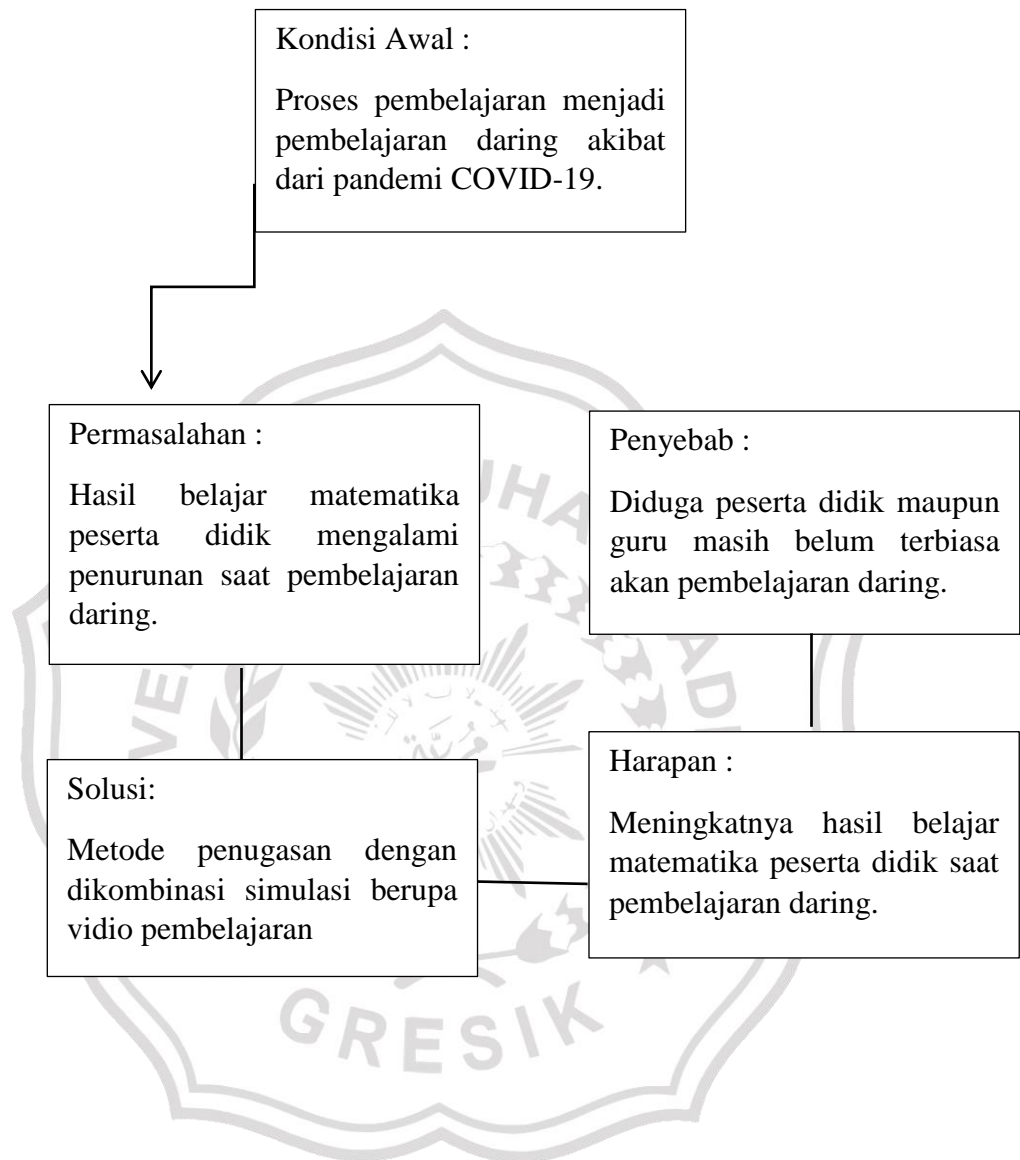 Kondisi Awal :
Proses pembelajaran menjadi
pembelajaran daring akibat
dari pandemi COVID-19.
Permasalahan :
Hasil belajar matematika
peserta didik mengalami
penurunan saat pembelajaran
daring.
Penyebab :
Diduga peserta didik maupun
guru masih belum terbiasa
akan pembelajaran daring.
Solusi:
Metode penugasan dengan
dikombinasi simulasi berupa
vidio pembelajaran
Harapan :
Meningkatnya hasil belajar
matematika peserta didik saat
pembelajaran daring.
GRESIK